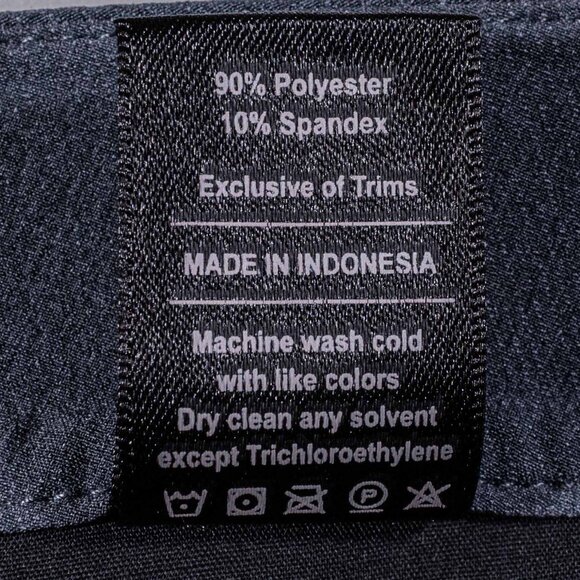 90% Polyester
10% Spandex
Exclusive of Trims
MADE IN INDONESIA
Machine wash cold
with like colors
Dry clean any solvent
except Trichloroethylene
P